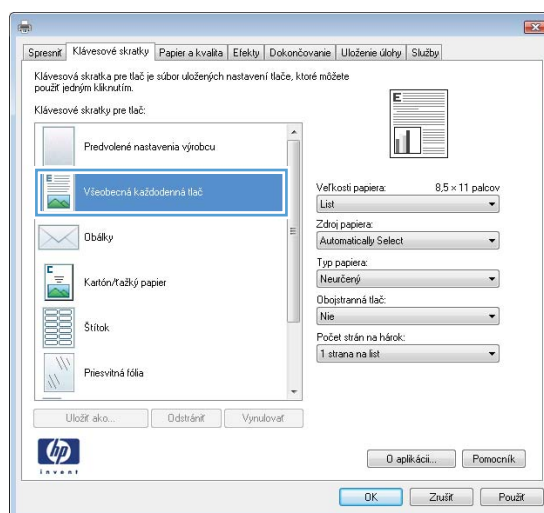 Spresniť Klávesové skratky Papier a kvalita Efekty Dokončovanie Uloženie úlohy Služby
Klávesová skratka pre tlač je súbor uložených nastavení tlače, ktoré môžete
použiť jedným kliknutím.
Klávesové skratky pre tlač:
Predvolené nastavenia výrobcu
Všeobecná každodenná tlač
Obálky
Kartón/ťažký papier
Štítok
Priesvitná fólia
Veľkosti papiera: 8,5 × 11 palcov
List
Zdroj papiera:
Automatically Select
Typ papiera:
Neurčený
Obojstranná tlač:
Nie
Počet strán na hárok:
1 strana na list
Uložiť ako... Odstrániť Vynulovať
hp
invent
O aplikácii... Pomocník
OK Zrušiť Použiť